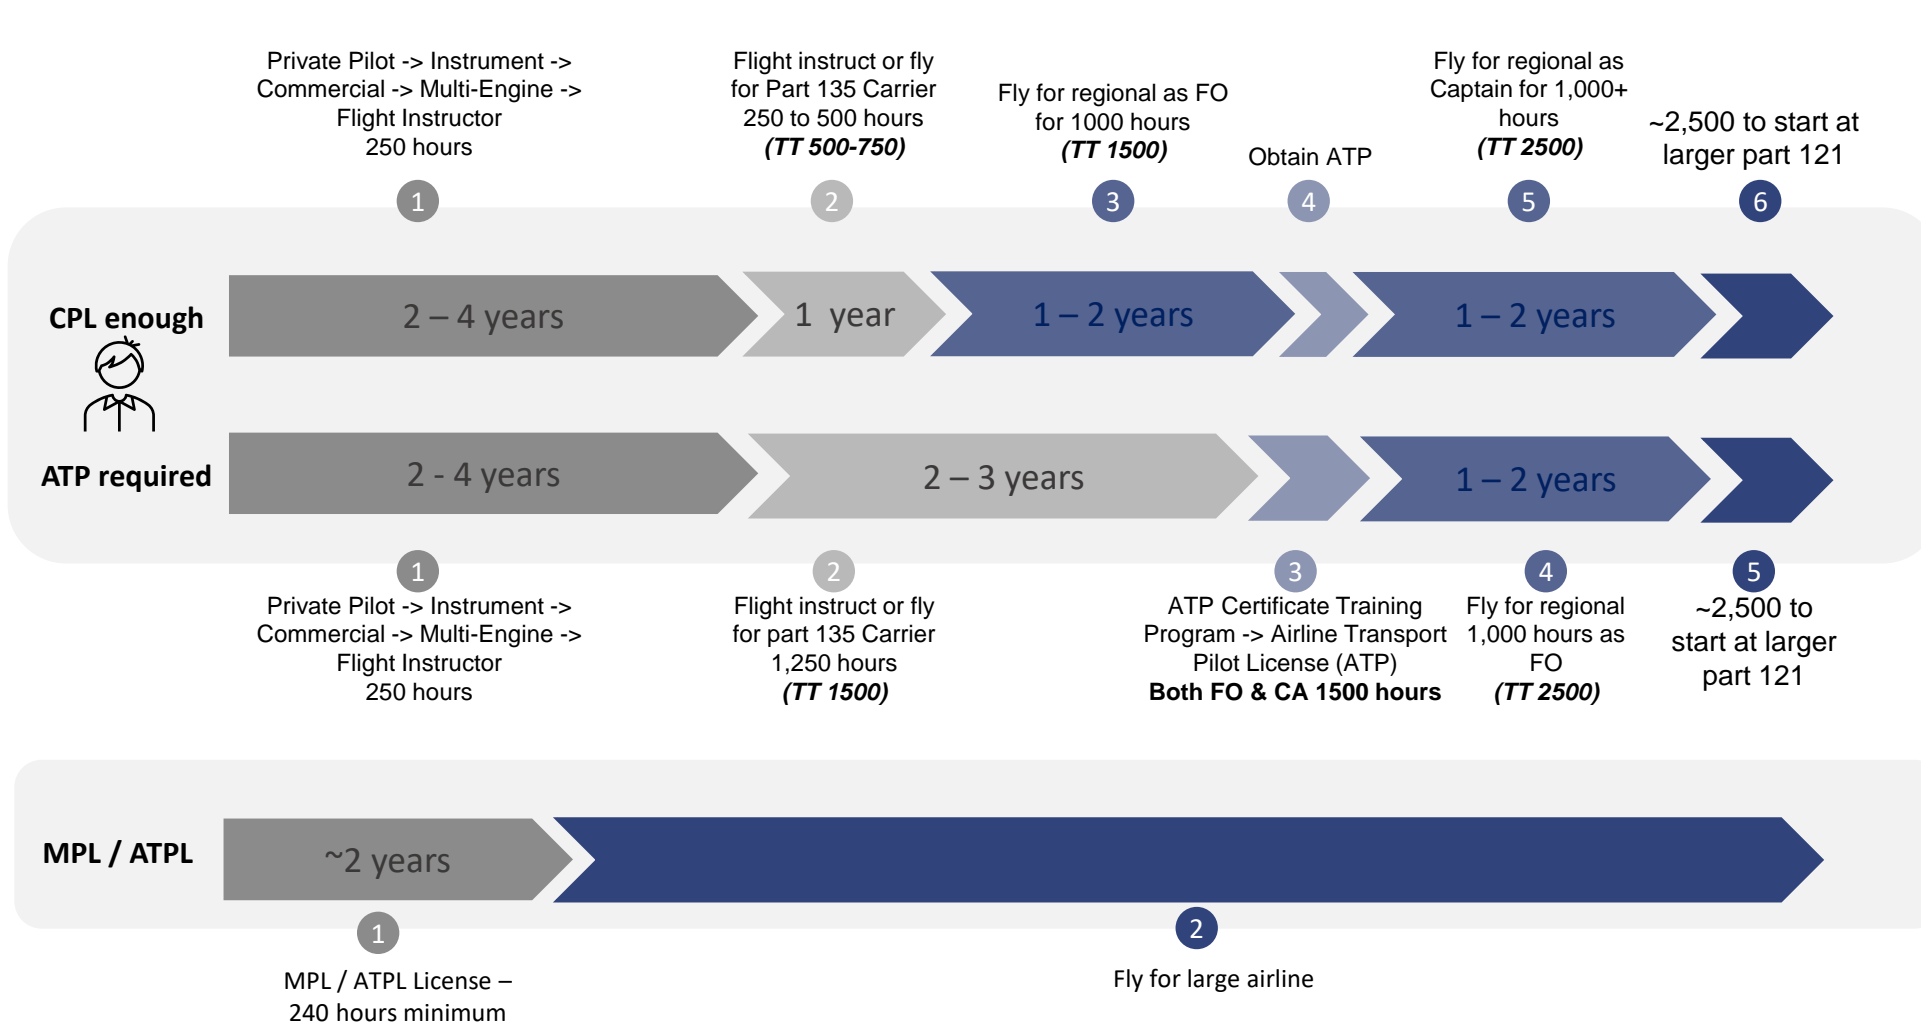 Private Pilot -> Instrument ->
Commercial -> Multi-Engine ->
Flight Instructor
250 hours
Flight instruct or fly
for Part 135 Carrier
250 to 500 hours
(TT 500-750)
Fly for regional as FO
for 1000 hours
(TT 1500)
Obtain ATP
Fly for regional as
Captain for 1,000+
hours
(TT 2500)
~2,500 to start at
larger part 121
1
2
3
4
5
6
CPL enough
2 – 4 years
1 year
1 – 2 years
1 – 2 years
ATP required
2 - 4 years
2 – 3 years
1 – 2 years
1
2
3
4
5
Private Pilot -> Instrument ->
Commercial -> Multi-Engine ->
Flight Instructor
250 hours
Flight instruct or fly
for part 135 Carrier
1,250 hours
(TT 1500)
ATP Certificate Training
Program -> Airline Transport
Pilot License (ATP)
Both FO & CA 1500 hours
Fly for regional
1,000 hours as
FO
(TT 2500)
~2,500 to
start at larger
part 121
MPL / ATPL
~2 years
1
2
MPL / ATPL License –
240 hours minimum
Fly for large airline